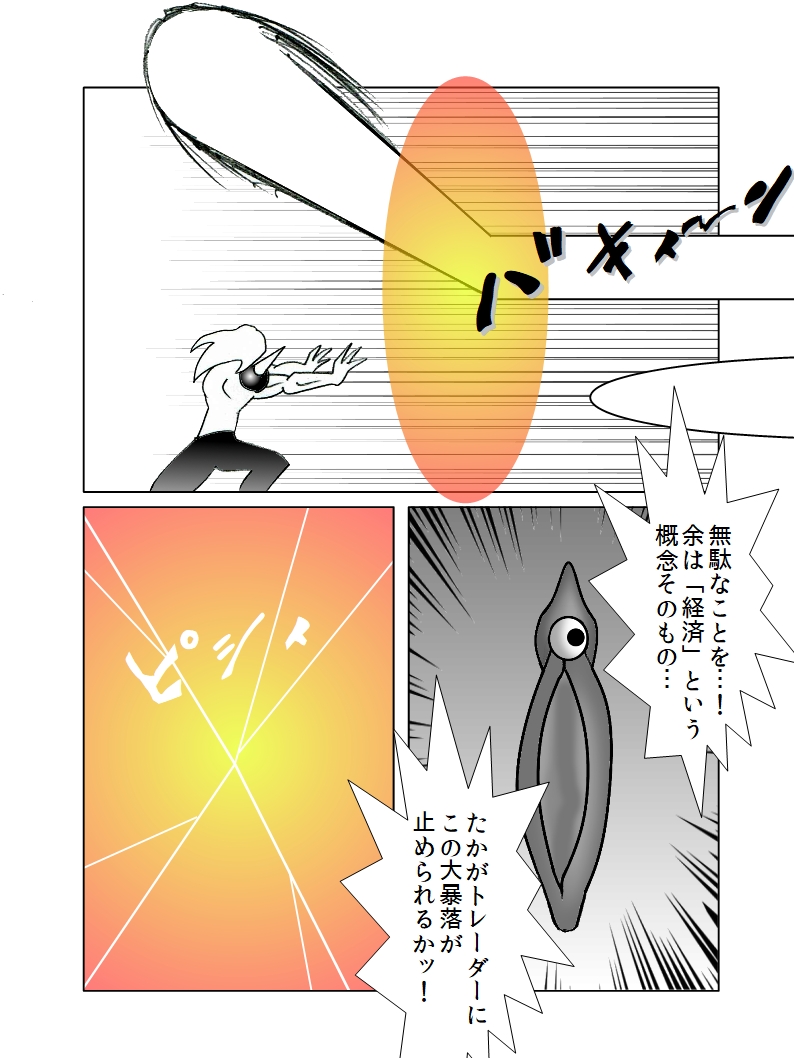 バキィーン
無駄なことを…！
余は「経済」という
概念そのもの…
たかがトレーダーに
この大暴落が
止められるかッ！
ピシィ